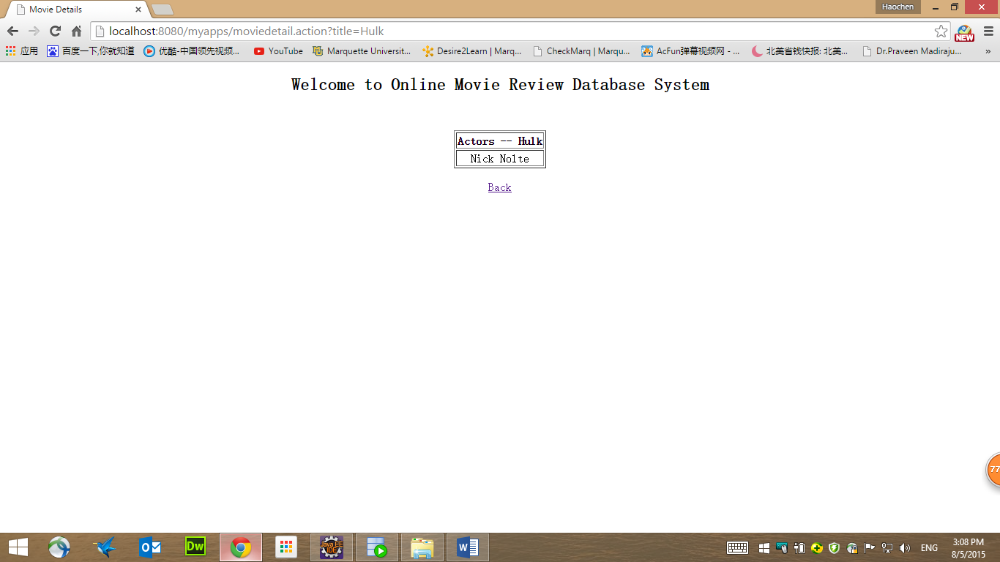 Movie Details
Haochen
localhost:8080/myapps/moviedetail.action?title=Hulk
NEW
应用
百度一下,你就知道
优酷-中国领先视频...
YouTube
Marquette Universit...
Desire2Learn | Marq...
CheckMarq | Marqu...
AcFun弹幕视频网 - ...
北美省钱快报: 北美...
Dr.Praveen Madiraju...
»
Welcome to Online Movie Review Database System
Actors -- Hulk
Nick Nolte
Back
77
Dw
Java EE
IDE
ENG
3:08 PM
8/5/2015